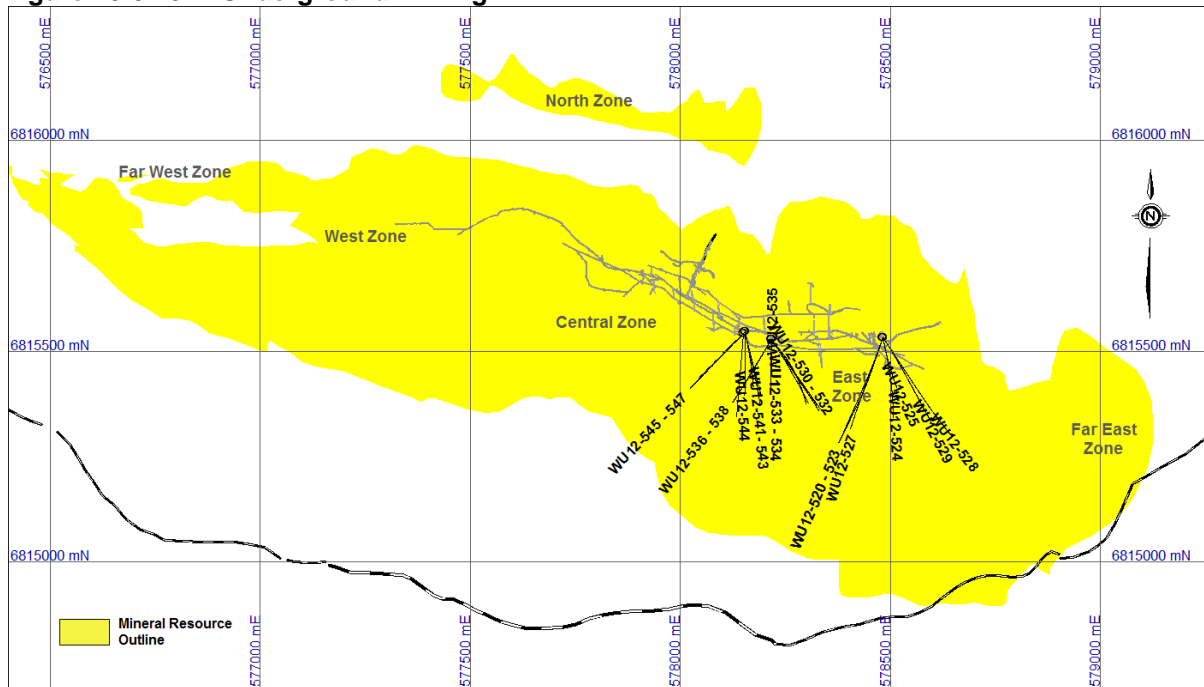 576500 mE
577000 mE
577500 mE
578000 mE
578500 mE
579000 mE
North Zone
6816000 mN
6816000 mN
Far West Zone
West Zone
N
Central Zone
WU12-535
WU12-530 - 532
WU12-533 - 534
6815500 mN
6815500 mN
East
Zone
WU12-545 - 547
WU12-536 - 538
WU12-544
WU12-541 - 543
WU12-525
WU12-524
WU12-529
WU12-528
WU12-520 - 523
WU12-527
Far East
Zone
6815000 mN
6815000 mN
Mineral Resource
Outline
576500 mE
577000 mE
577500 mE
578000 mE
578500 mE
579000 mE